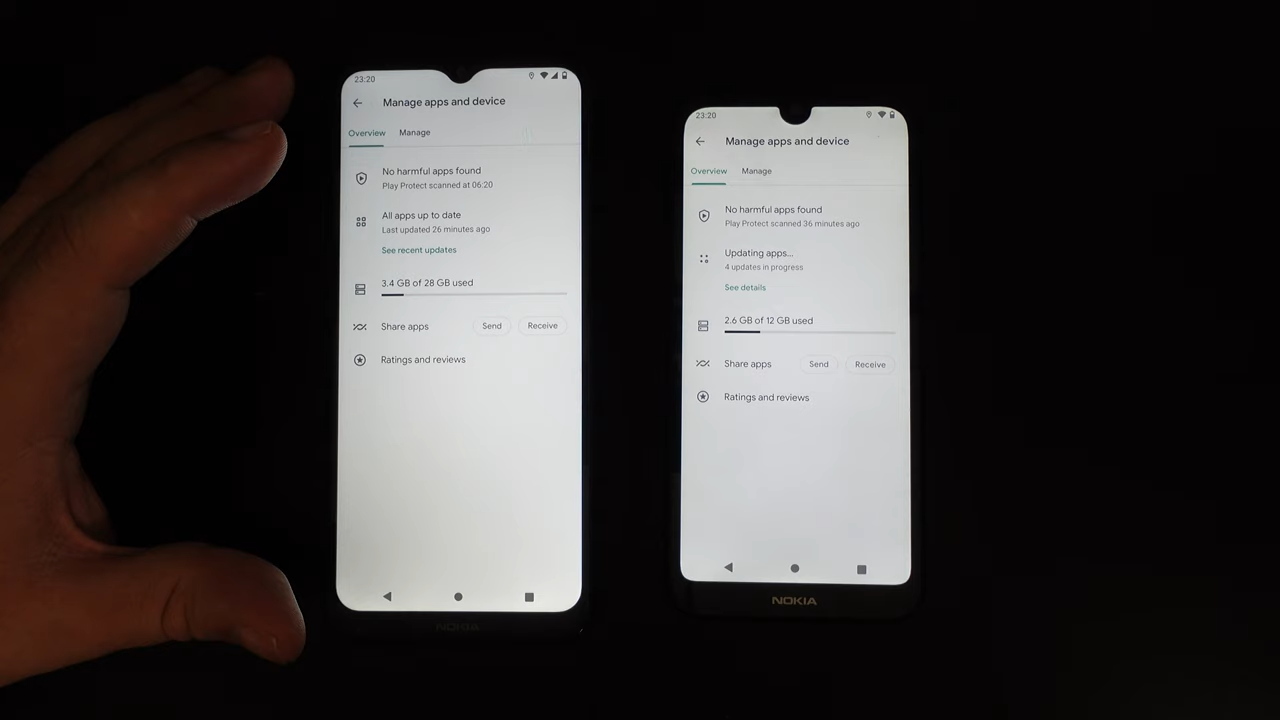 23:20
Manage apps and device
Overview Manage
No harmful apps found
Play Protect scanned at 06:20
All apps up to date
Last updated 26 minutes ago
See recent updates
3.4 GB of 28 GB used
Share apps Send Receive
Ratings and reviews
NOKIA
23:20
Manage apps and device
Overview Manage
No harmful apps found
Play Protect scanned 36 minutes ago
Updating apps...
4 updates in progress
See details
2.6 GB of 12 GB used
Share apps Send Receive
Ratings and reviews
NOKIA